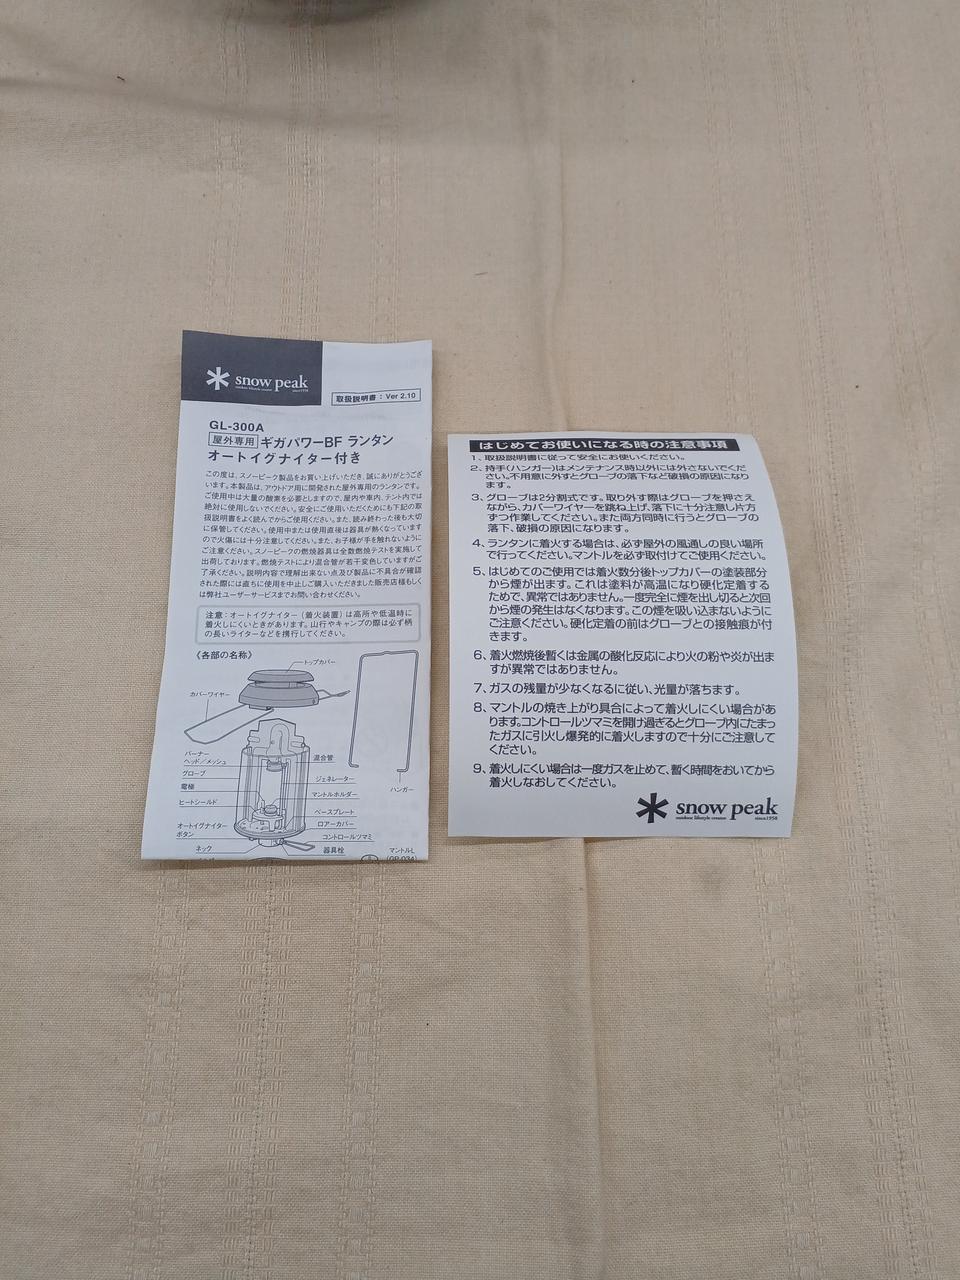 snow peak
outdoor lifestyle creator
since1958
取扱説明書：Ver 2.10
GL-300A
屋外専用 ギガパワーBF ランタン
オートイグナイター付き
この度は、スノーピーク製品をお買い上げいただき、誠にありがとうござ
います。本製品は、アウトドア用に開発された屋外専用のランタンです。
ご使用中は大量の酸素を必要としますので、屋内や車内、テント内では
絶対に使用しないでください。安全にご使用いただくためにも下記の取
扱説明書をよく読んでからご使用ください。また、読み終わった後も大切
に保管してください。使用中または使用直後は器具が熱くなっています
ので火傷には十分注意してください。また、お子様が手を触れないように
ご注意ください。スノーピークの燃焼器具は全数燃焼テストを実施して
出荷しております。燃焼テストにより混合管が若干変色していますがご
了承ください。説明内容で理解出来ない点及び製品に不具合が確認
された際には直ちに使用を中止しご購入いただきました販売店様もしく
は弊社ユーザーサービスまでお問い合わせください。
注意：オートイグナイター（着火装置）は高所や低温時に
着火しにくいときがあります。山行やキャンプの際は必ず柄
の長いライターなどを携行してください。
〈各部の名称〉
トップカバー
カバーワイヤー
バーナー
ヘッド／メッシュ
グローブ
電極
ヒートシールド
オートイグナイター
ボタン
ネック
混合管
ジェネレーター
マントルホルダー
ベースプレート
ロアーカバー
コントロールツマミ
器具栓
ハンガー
マントルL
(GP-034)
はじめてお使いになる時の注意事項
1、取扱説明書に従って安全にお使いください。
2、持手（ハンガー）はメンテナンス時以外には外さないでくだ
さい。不用意に外すとグローブの落下など破損の原因になり
ます。
3、グローブは2分割式です。取り外す際はグローブを押さえ
ながら、カバーワイヤーを跳ね上げ、落下に十分注意し片方
ずつ作業してください。また両方同時に行うとグローブの
落下、破損の原因になります。
4、ランタンに着火する場合は、必ず屋外の風通しの良い場所
で行ってください。マントルを必ず取付けてご使用ください。
5、はじめてのご使用では着火数分後トップカバーの塗装部分
から煙が出ます。これは塗料が高温になり硬化定着する
ためで、異常ではありません。一度完全に煙を出し切ると次回
から煙の発生はなくなります。この煙を吸い込まないように
ご注意ください。硬化定着の前はグローブとの接触痕が付
きます。
6、着火燃焼後暫くは金属の酸化反応により火の粉や炎が出ま
すが異常ではありません。
7、ガスの残量が少なくなるに従い、光量が落ちます。
8、マントルの焼き上がり具合によって着火しにくい場合があ
ります。コントロールツマミを開け過ぎるとグローブ内にたまっ
たガスに引火し爆発的に着火しますので十分にご注意して
ください。
9、着火しにくい場合は一度ガスを止めて、暫く時間をおいてから
着火しなおしてください。
snow peak
outdoor lifestyle creator
since1958